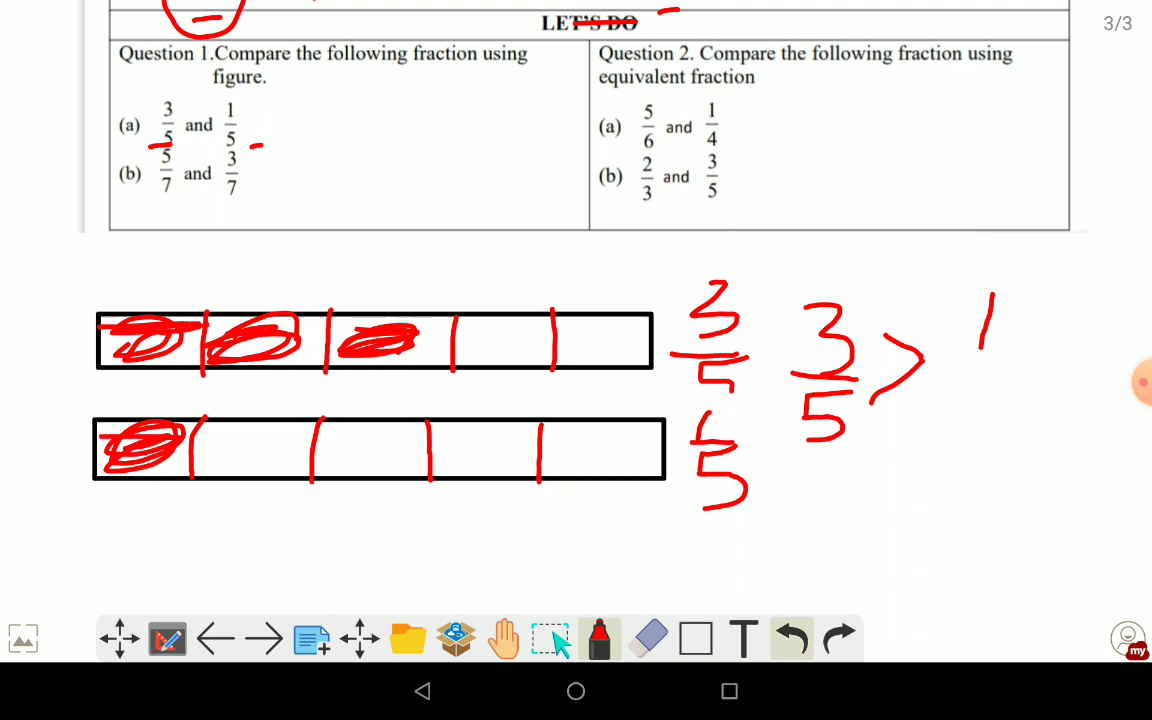 LET'S DO
3/3
Question 1.Compare the following fraction using
figure.
(a) 3/5 and 1/5
(b) 5/7 and 3/7
Question 2. Compare the following fraction using
equivalent fraction
(a) 5/6 and 1/4
(b) 2/3 and 3/5
3/5
3/5 > 1
1/5
T
my